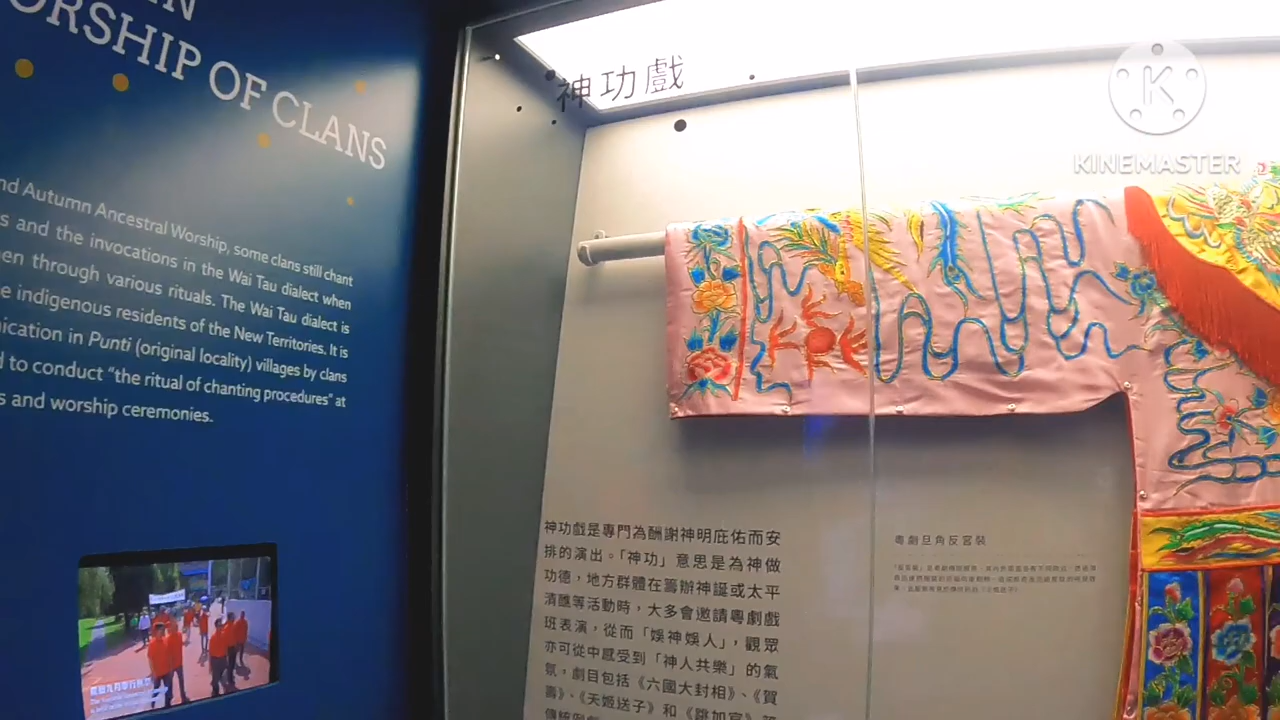 ORSHIP OF CLANS
nd Autumn Ancestral Worship, some clans still chant
s and the invocations in the Wai Tau dialect when
en through various rituals. The Wai Tau dialect is
e indigenous residents of the New Territories. It is
ication in Punti (original locality) villages by clans
d to conduct “the ritual of chanting procedures” at
s and worship ceremonies.
神功戲
K
KINEMASTER
神功戲是專門為酬謝神明庇佑而安
排的演出。「神功」意思是為神做
功德，地方群體在籌辦神誕或太平
清醮等活動時，大多會邀請粵劇戲
班表演，從而「娛神娛人」，觀眾
亦可從中感受到「神人共樂」的氣
氛，劇目包括《六國大封相》、《賀
壽》、《天姬送子》和《跳加官》
粵劇旦角反宮裝